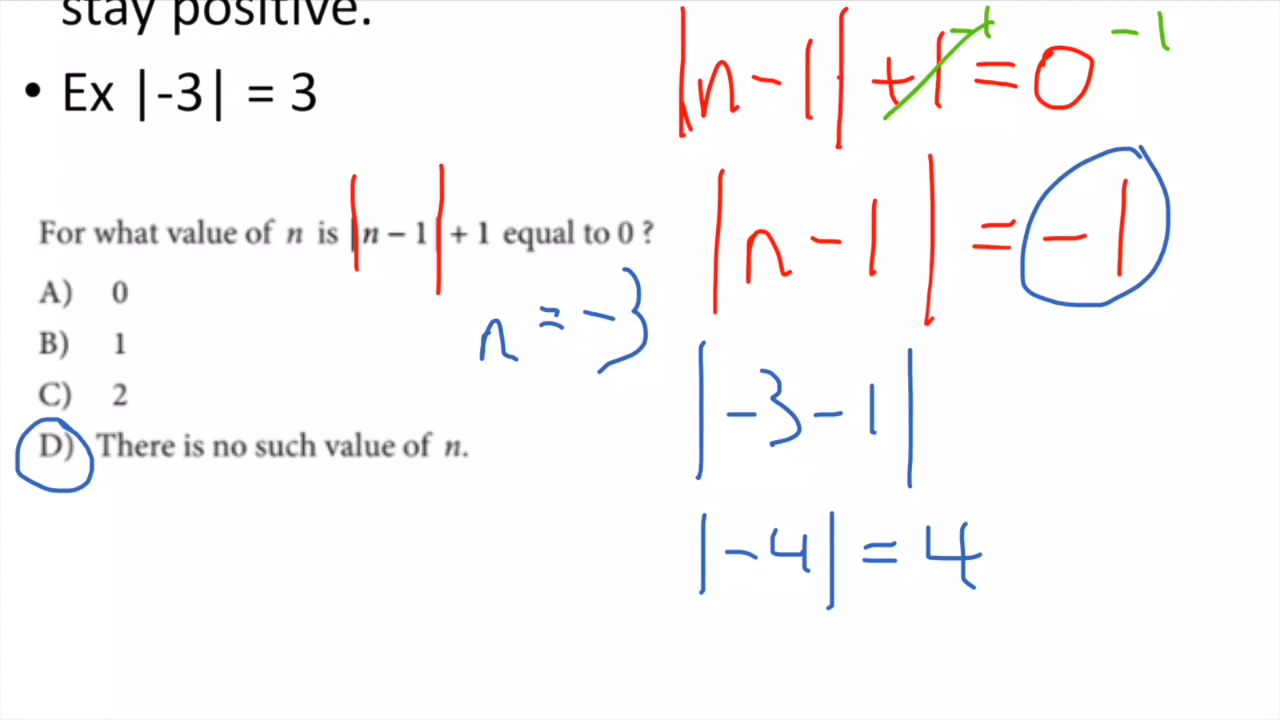 stay positive.
• Ex |-3| = 3
|n - 1| + 1 = 0 - 1
- 1
For what value of n is |n − 1| + 1 equal to 0 ?
A) 0
B) 1
C) 2
D) There is no such value of n.
n = -3
|n - 1| = -1
|-3 - 1|
|-4| = 4